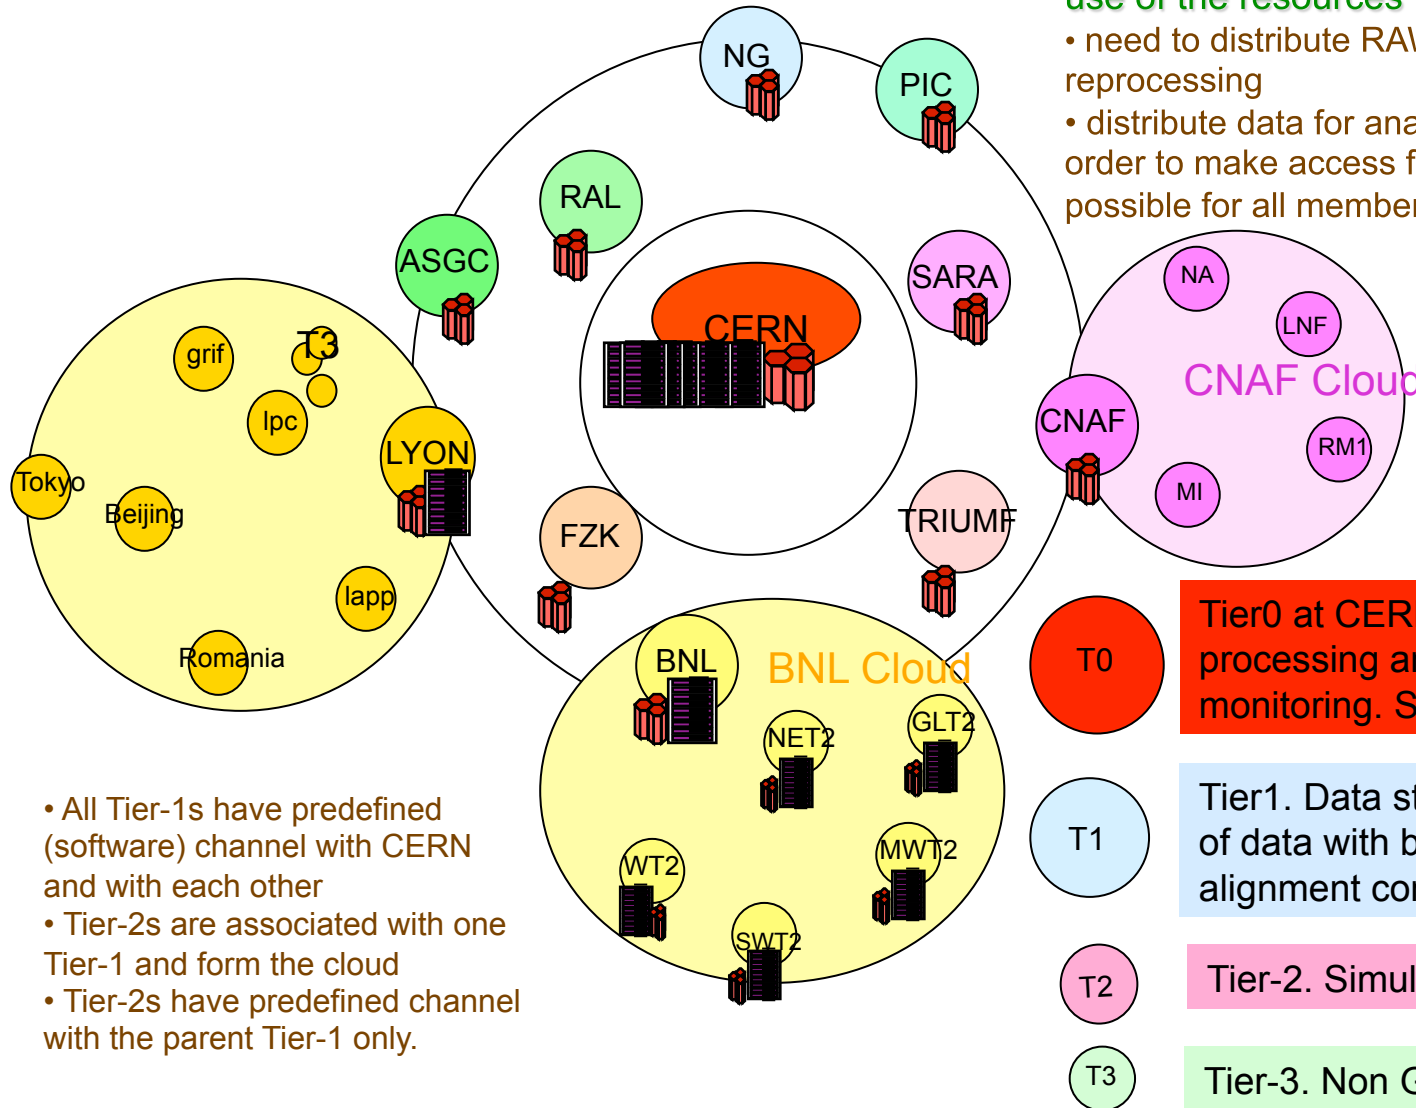 use of the resources
• need to distribute RAW
reprocessing
• distribute data for ana
order to make access f
possible for all member
NG
PIC
RAL
ASGC
SARA
CERN
NA
LNF
CNAF Cloud
CNAF
RM1
MI
grif
T3
lpc
LYON
Tokyo
Beijing
lapp
Romania
FZK
TRIUMF
BNL
BNL Cloud
NET2
GLT2
WT2
MWT2
SWT2
T0
Tier0 at CER
processing an
monitoring. S
T1
Tier1. Data st
of data with b
alignment con
T2
Tier-2. Simul
T3
Tier-3. Non G
• All Tier-1s have predefined
(software) channel with CERN
and with each other
• Tier-2s are associated with one
Tier-1 and form the cloud
• Tier-2s have predefined channel
with the parent Tier-1 only.